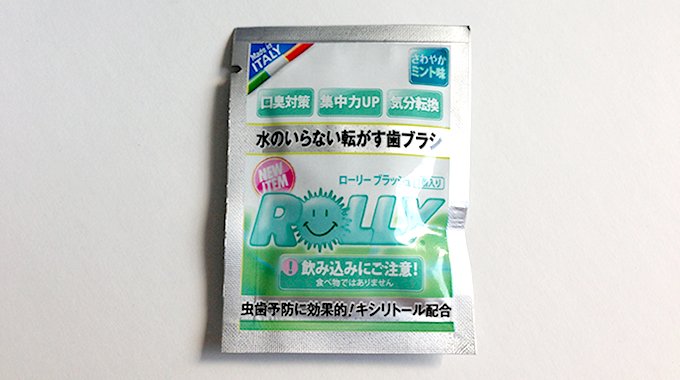 Made in
ITALY
さわやか
ミント味
口臭対策 集中力UP 気分転換
水のいらない転がす歯ブラシ
NEW
ITEM
ローリー ブラッシュ
ROLLY
飲み込みにご注意!
食べ物ではありません
虫歯予防に効果的!キシリトール配合